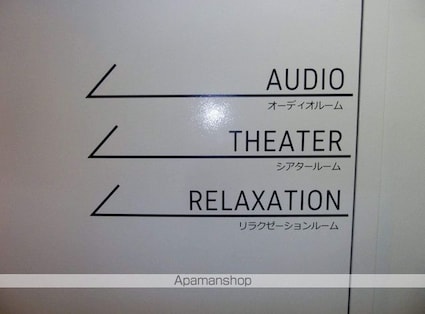 AUDIO
オーディオルーム
THEATER
シアタールーム
RELAXATION
リラクゼーションルーム
Apamanshop